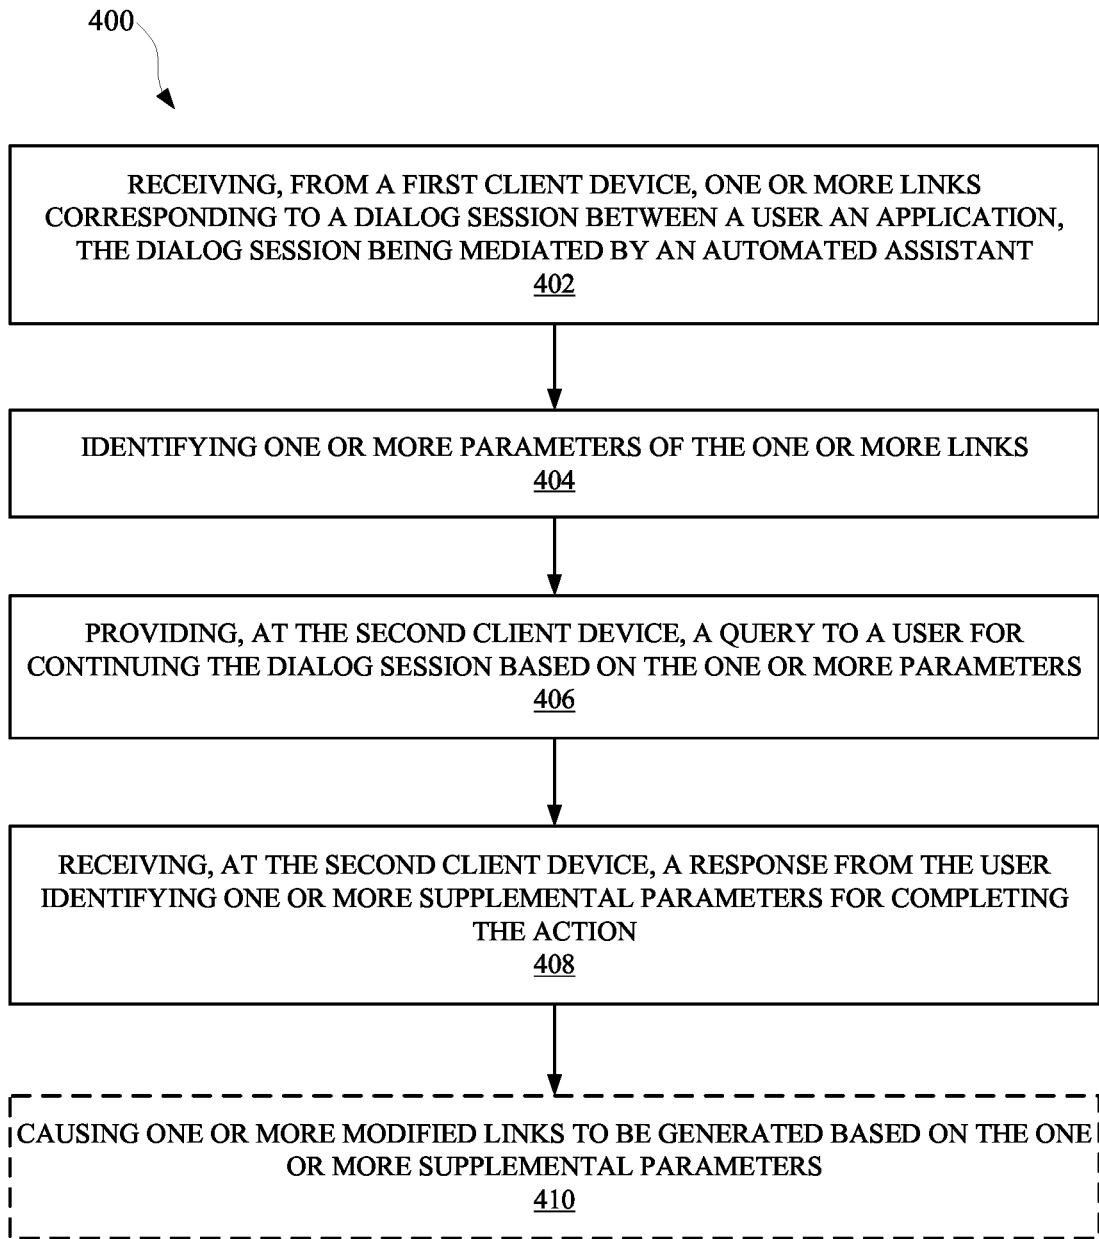 400
RECEIVING, FROM A FIRST CLIENT DEVICE, ONE OR MORE LINKS
CORRESPONDING TO A DIALOG SESSION BETWEEN A USER AN APPLICATION,
THE DIALOG SESSION BEING MEDIATED BY AN AUTOMATED ASSISTANT
402
IDENTIFYING ONE OR MORE PARAMETERS OF THE ONE OR MORE LINKS
404
PROVIDING, AT THE SECOND CLIENT DEVICE, A QUERY TO A USER FOR
CONTINUING THE DIALOG SESSION BASED ON THE ONE OR MORE PARAMETERS
406
RECEIVING, AT THE SECOND CLIENT DEVICE, A RESPONSE FROM THE USER
IDENTIFYING ONE OR MORE SUPPLEMENTAL PARAMETERS FOR COMPLETING
THE ACTION
408
CAUSING ONE OR MORE MODIFIED LINKS TO BE GENERATED BASED ON THE ONE
OR MORE SUPPLEMENTAL PARAMETERS
410